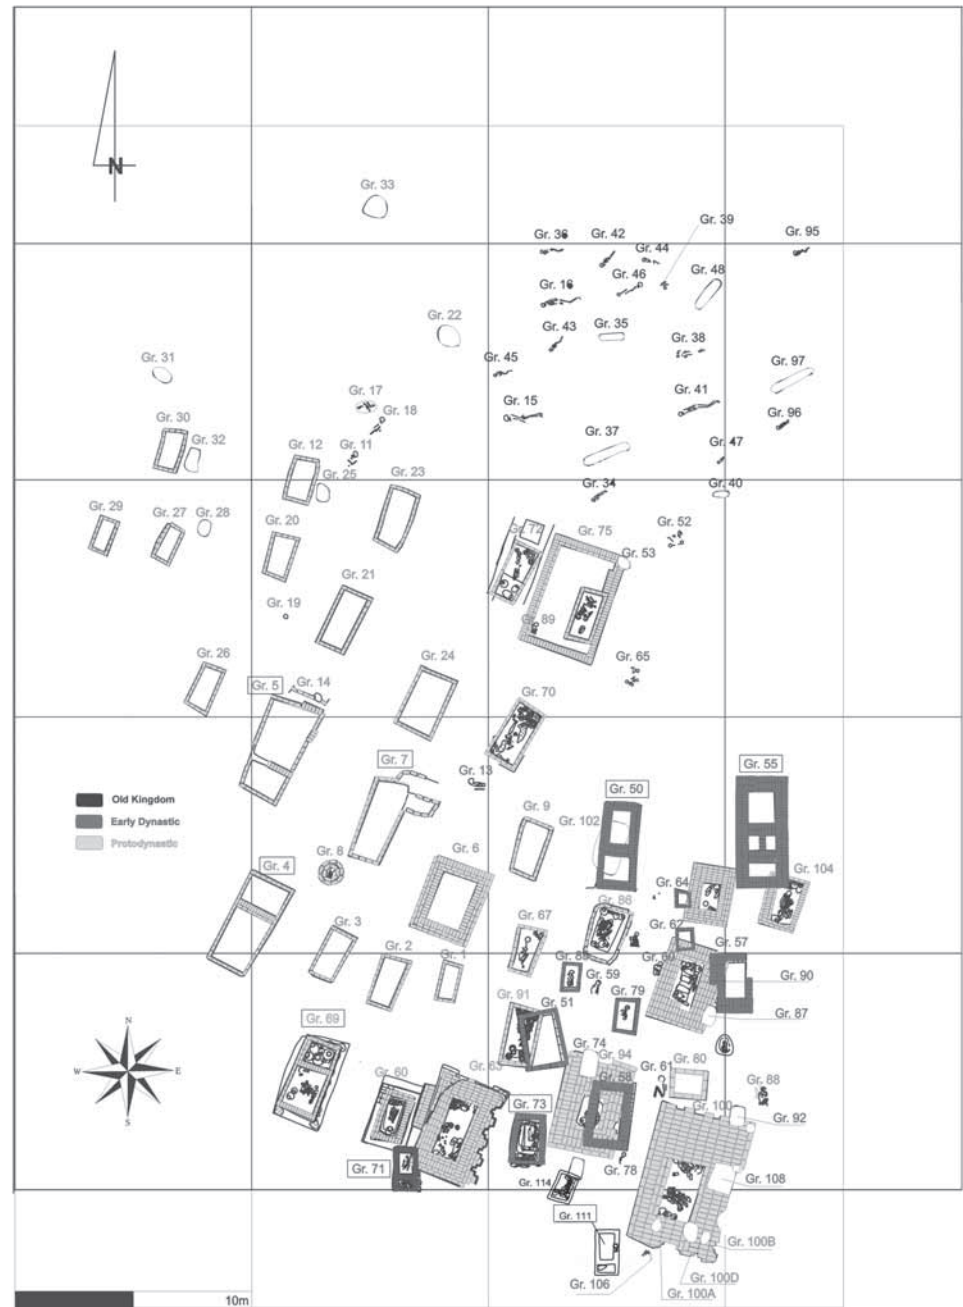 N
Gr. 33
Gr. 36
Gr. 42
Gr. 44
Gr. 39
Gr. 95
Gr. 46
Gr. 48
Gr. 16
Gr. 22
Gr. 43
Gr. 35
Gr. 38
Gr. 31
Gr. 45
Gr. 97
Gr. 17
Gr. 18
Gr. 15
Gr. 41
Gr. 96
Gr. 30
Gr. 32
Gr. 12
Gr. 11
Gr. 37
Gr. 47
Gr. 25
Gr. 23
Gr. 34
Gr. 40
Gr. 29
Gr. 27
Gr. 28
Gr. 20
Gr. 72
Gr. 75
Gr. 52
Gr. 53
Gr. 21
Gr. 19
Gr. 89
Gr. 26
Gr. 24
Gr. 65
Gr. 5
Gr. 14
Gr. 70
Gr. 7
Gr. 13
Gr. 55
Gr. 50
Old Kingdom
Early Dynastic
Protodynastic
Gr. 9
Gr. 102
Gr. 8
Gr. 6
Gr. 4
Gr. 64
Gr. 104
Gr. 86
Gr. 3
Gr. 67
Gr. 62
Gr. 57
Gr. 2
Gr. 1
Gr. 59
Gr. 90
Gr. 79
Gr. 91
Gr. 51
Gr. 87
Gr. 69
N
W
E
S
Gr. 74
Gr. 94
Gr. 61
Gr. 80
Gr. 88
Gr. 60
Gr. 58
Gr. 100
Gr. 92
Gr. 73
Gr. 71
Gr. 78
Gr. 114
Gr. 108
Gr. 111
Gr. 100B
Gr. 106
Gr. 100D
Gr. 100A
10m